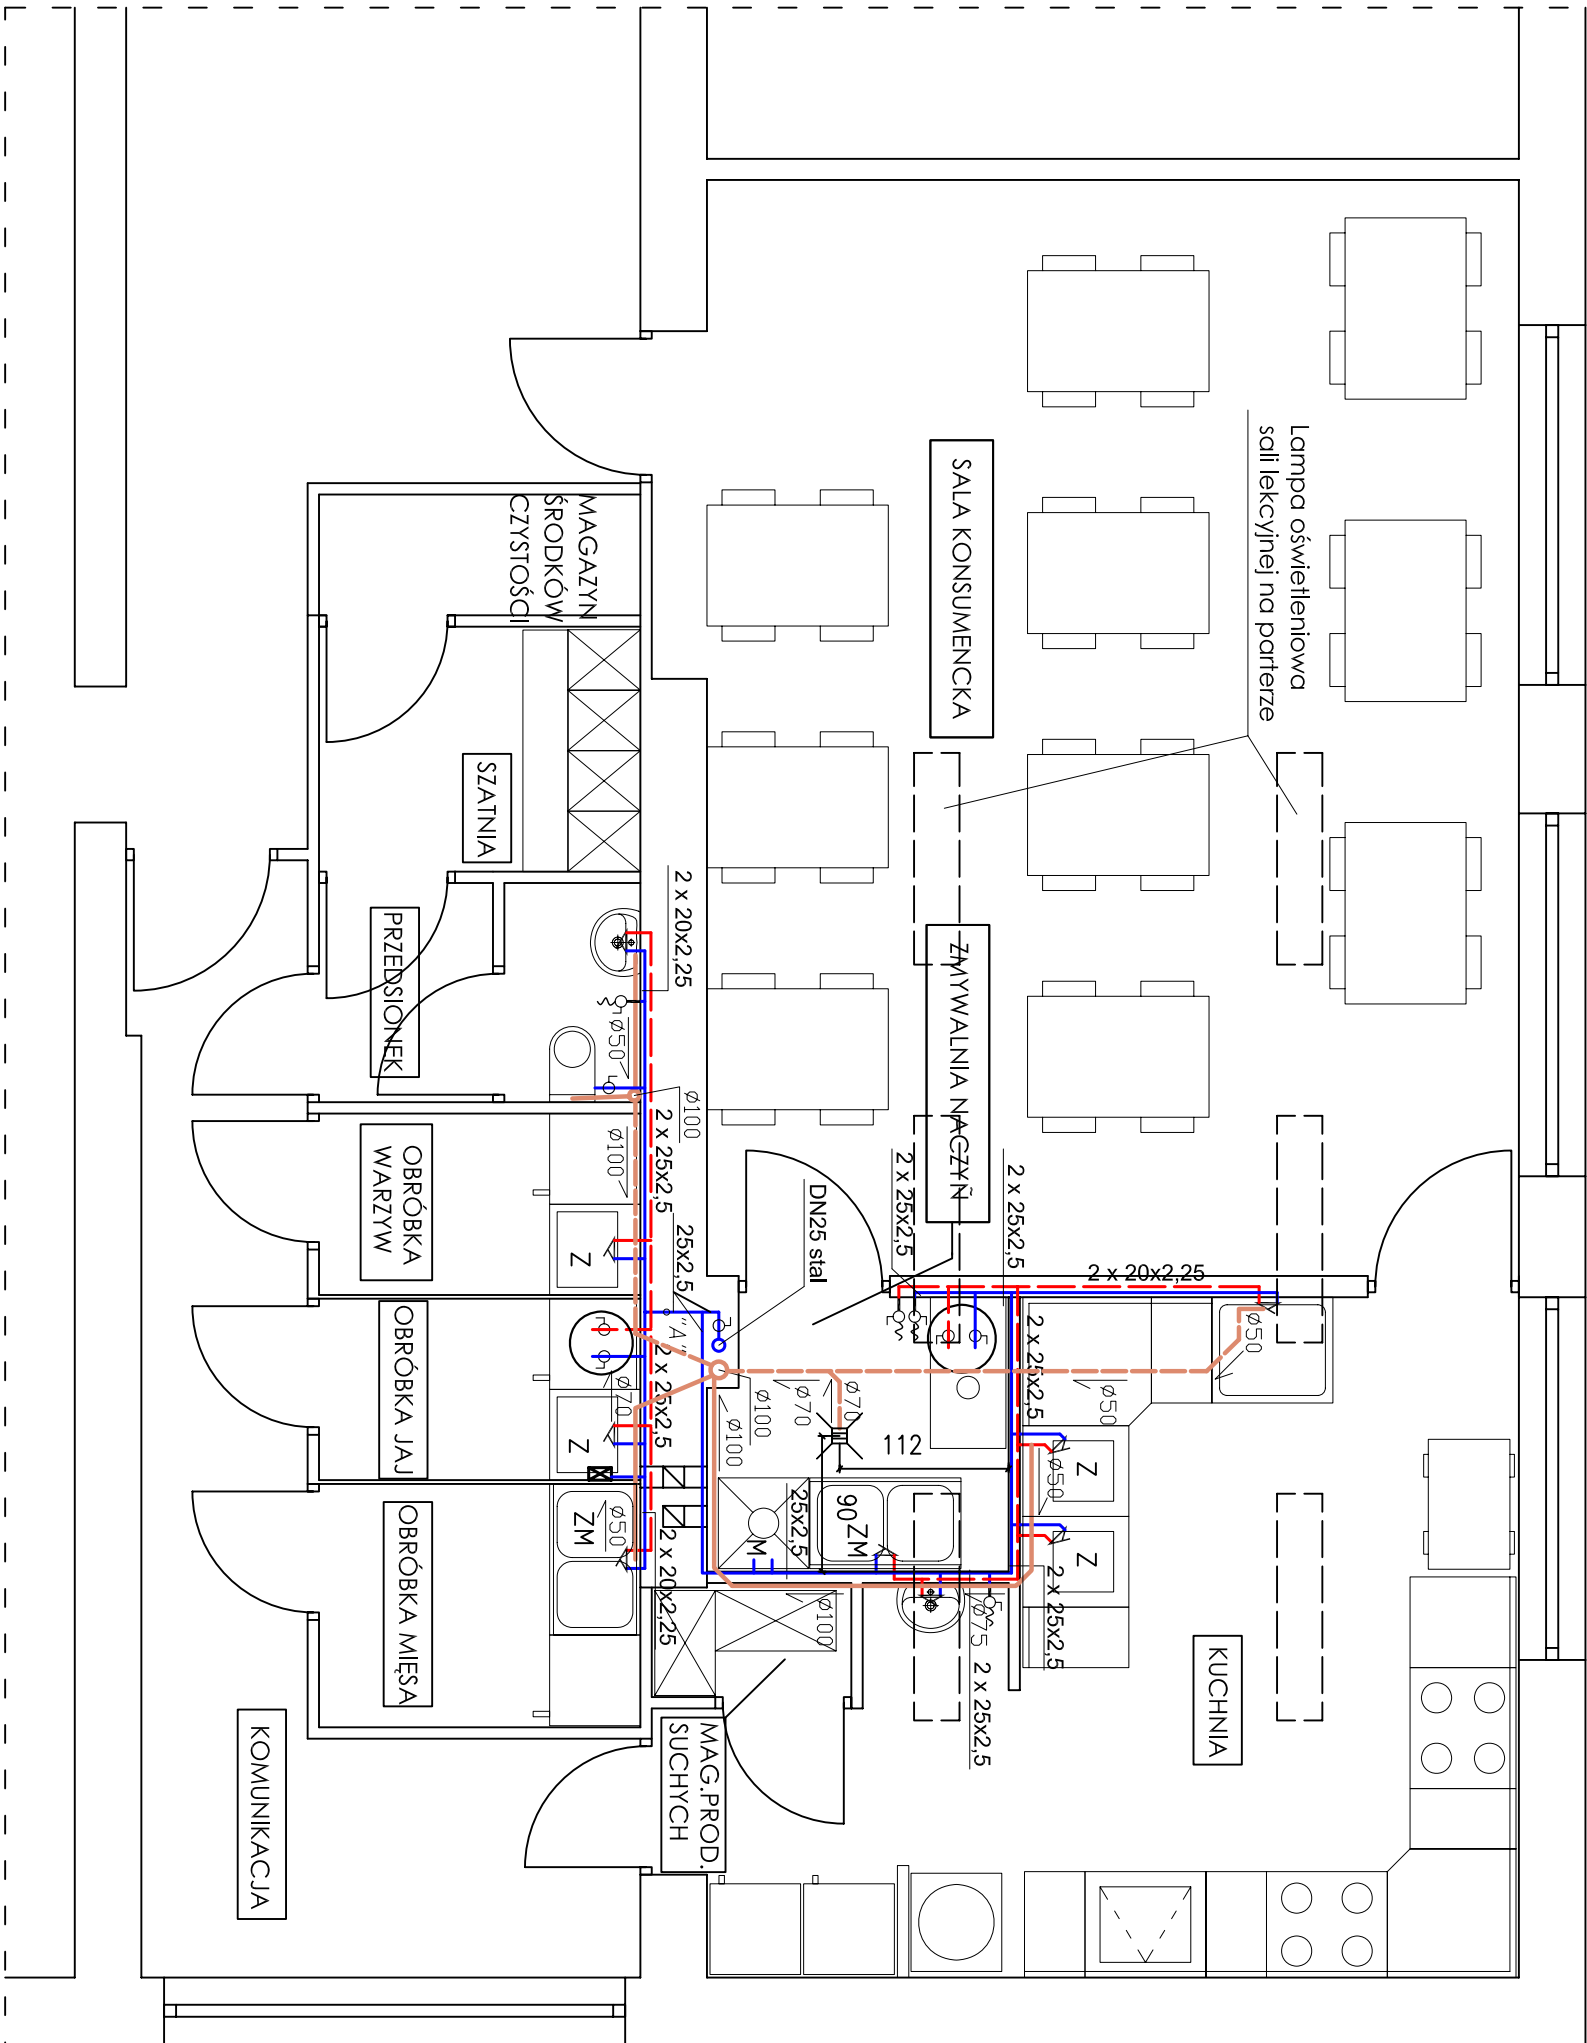 Lampa oświetleniowa
sali lekcyjnej na parterze
SALA KONSUMENCKA
ZMYWALNIA NACZYŃ
KUCHNIA
MAGAZYN
ŚRODKÓW
CZYSTOŚCI
SZATNIA
PRZEDSIONEK
OBRÓBKA
WARZYW
OBRÓBKA JAJ
OBRÓBKA MIĘSA
KOMUNIKACJA
MAG.PROD.
SUCHYCH
2 x 20x2,25
Ø50
Ø100
2 x 25x2,5
Ø100
25x2,5
"A"
DN25 stal
2 x 25x2,5
2 x 25x2,5
2 x 20x2,25
Ø50
2 x 25x2,5
Ø50
Ø70
Ø70
Ø100
Ø100
112
90
ZM
M
25x2,5
Z
Z
Ø50
Z
Z
Ø70
2 x 25x2,5
Ø50
ZM
2 x 20x2,25
Ø100
Ø75
2 x 25x2,5
2 x 25x2,5